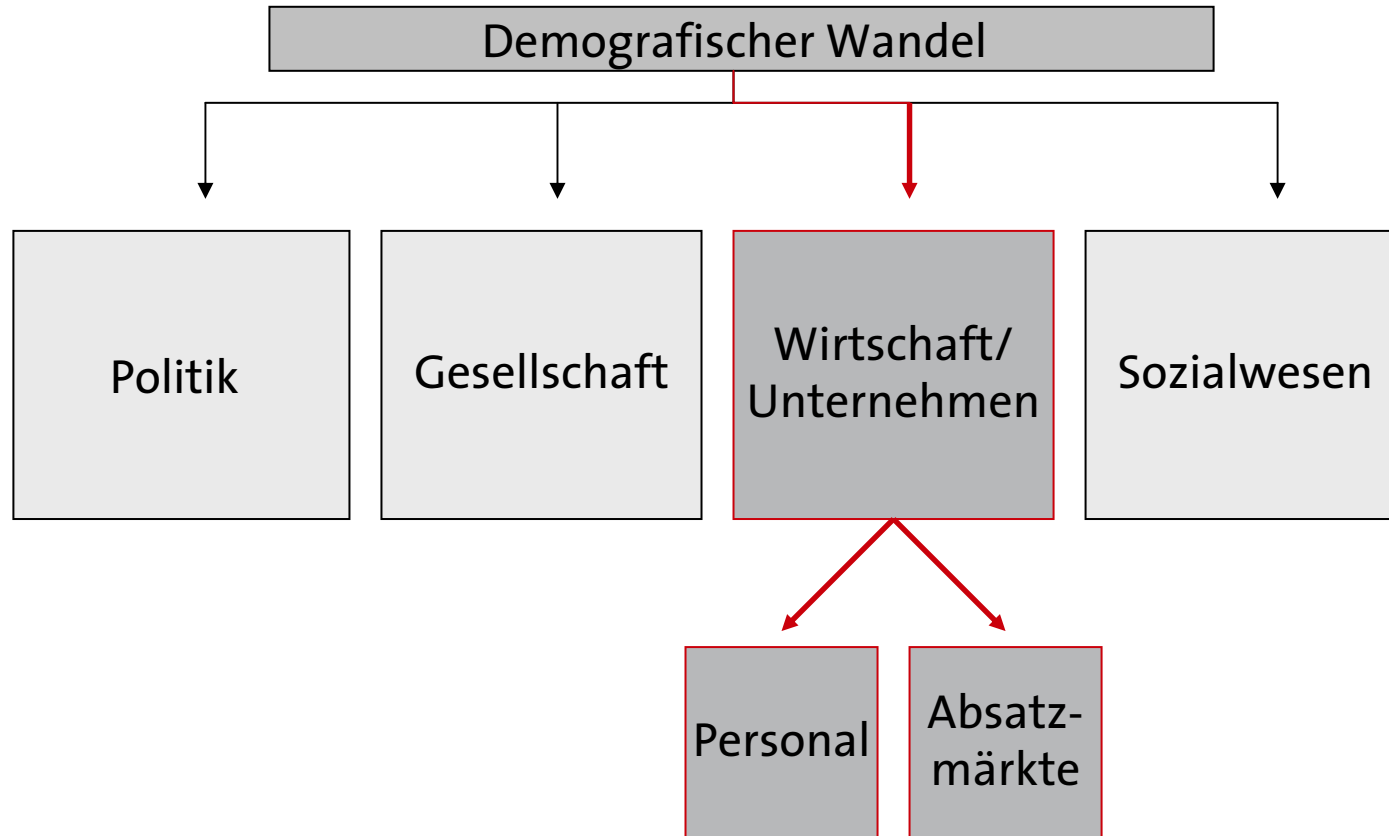 Demografischer Wandel
Politik
Gesellschaft
Wirtschaft/
Unternehmen
Sozialwesen
Personal
Absatz-
märkte